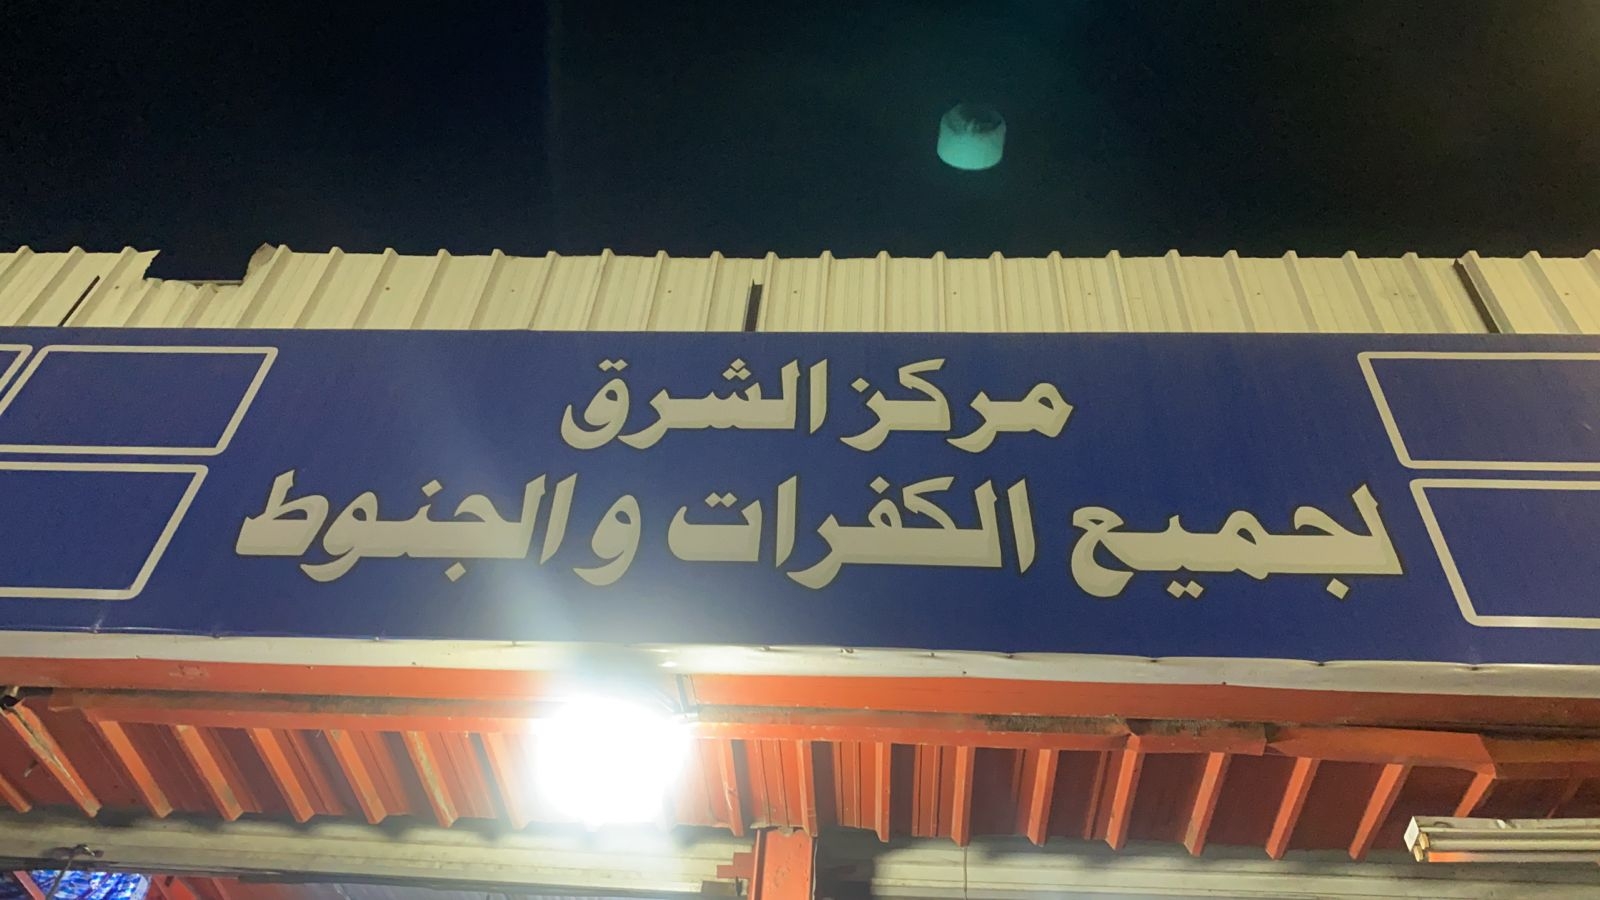 مركز الشرق
لجميع الكفرات والجنوط